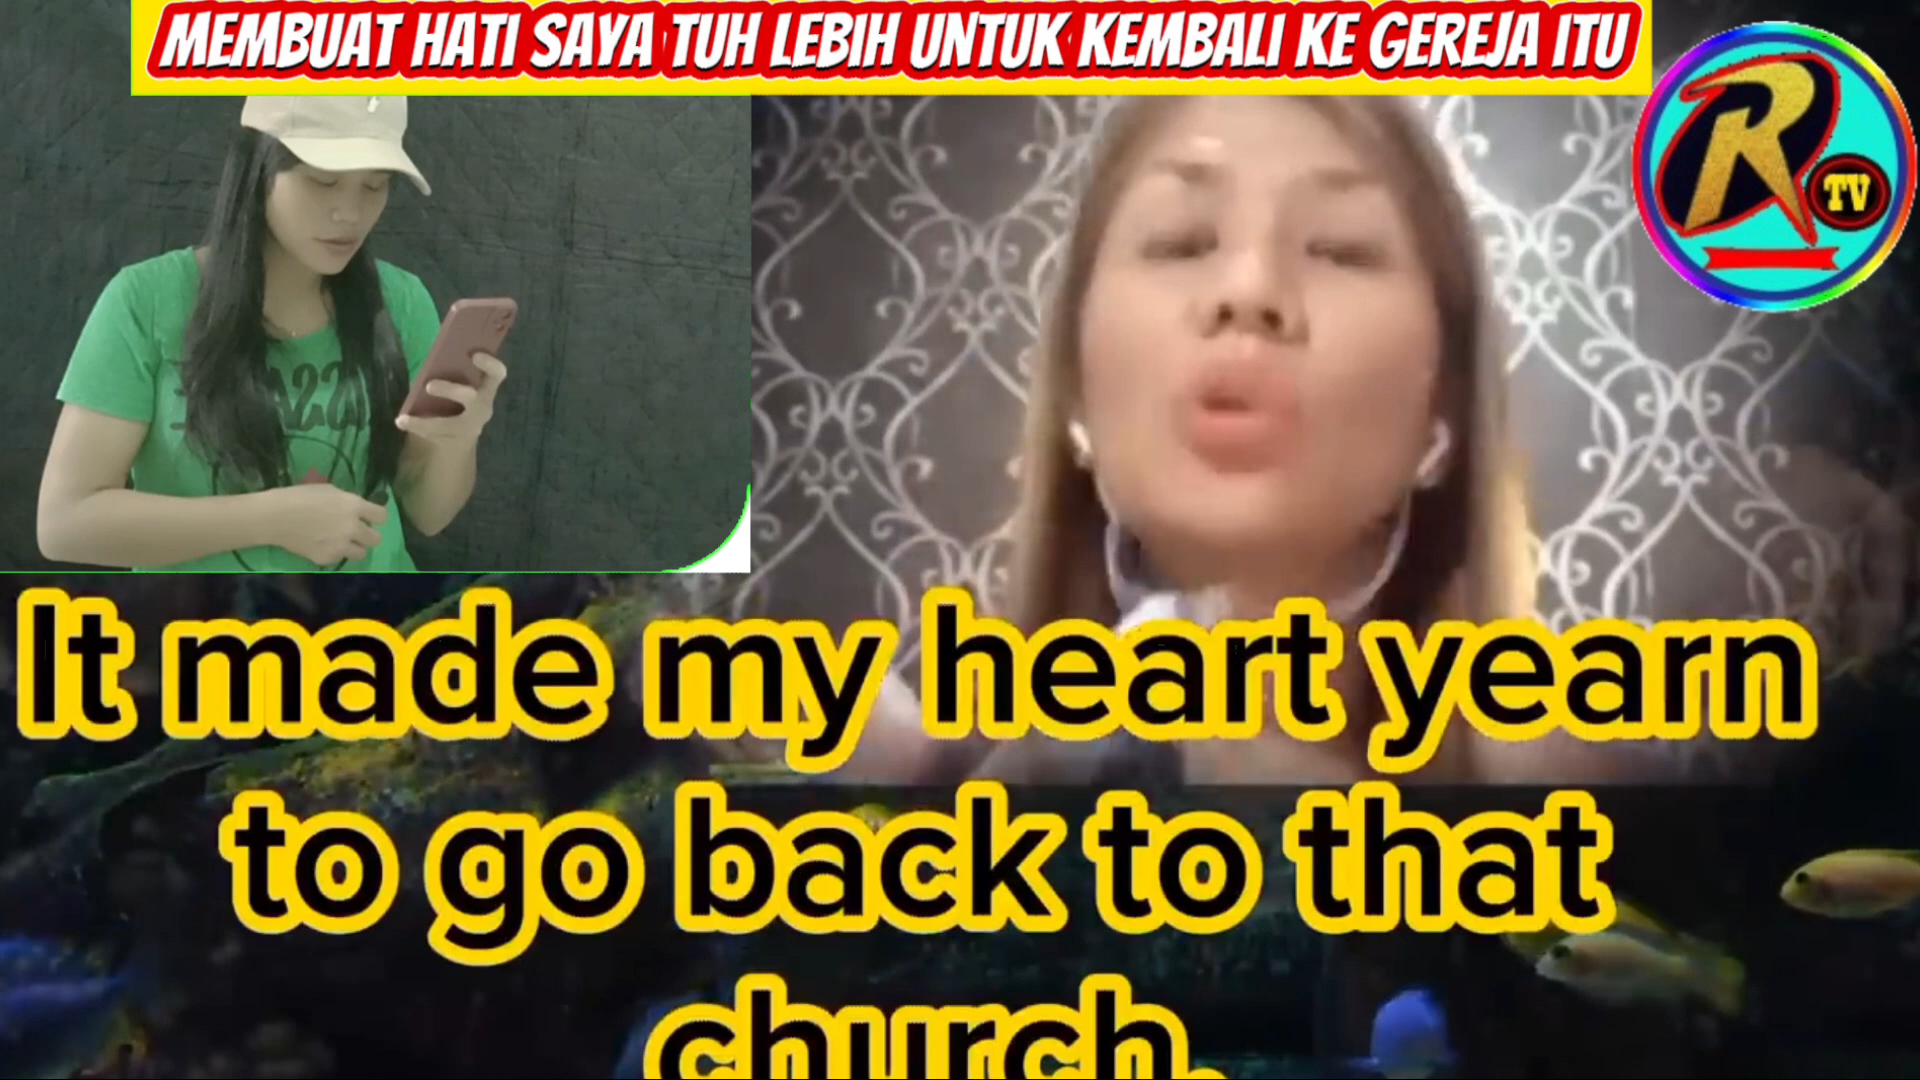 MEMBUAT HATI SAYA TUH LEBIH UNTUK KEMBALI KE GEREJA ITU
R
TV
It made my heart yearn
to go back to that
church.